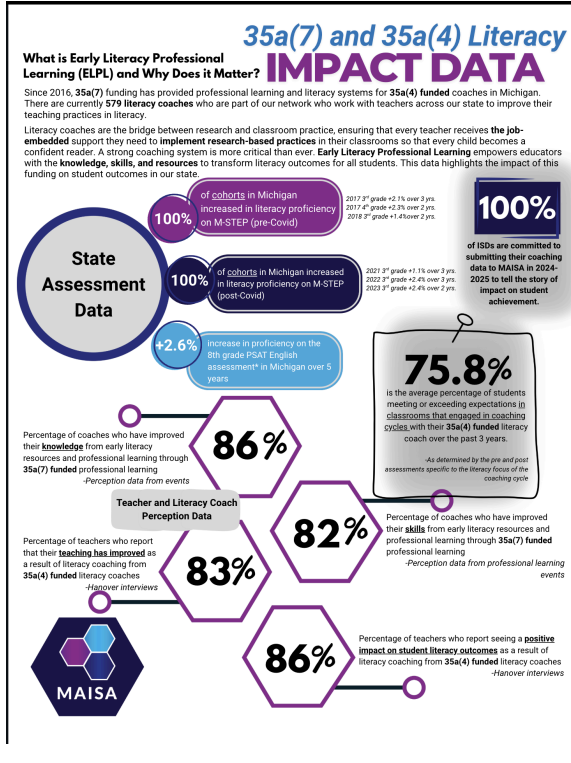 35a(7) and 35a(4) Literacy
What is Early Literacy Professional
Learning (ELPL) and Why Does it Matter?
IMPACT DATA
Since 2016, 35a(7) funding has provided professional learning and literacy systems for 35a(4) funded coaches in Michigan.
There are currently 579 literacy coaches who are part of our network who work with teachers across our state to improve their
teaching practices in literacy.
Literacy coaches are the bridge between research and classroom practice, ensuring that every teacher receives the job-
embedded support they need to implement research-based practices in their classrooms so that every child becomes a
confident reader. A strong coaching system is more critical than ever. Early Literacy Professional Learning empowers educators
with the knowledge, skills, and resources to transform literacy outcomes for all students. This data highlights the impact of this
funding on student outcomes in our state.
State
Assessment
Data
100%
of cohorts in Michigan
increased in literacy proficiency
on M-STEP (pre-Covid)
2017 3rd grade +2.1% over 3 yrs.
2017 4th grade +2.3% over 2 yrs.
2018 3rd grade +1.4%over 2 yrs.
100%
of cohorts in Michigan increased
in literacy proficiency on M-STEP
(post-Covid)
2021 3rd grade +1.1% over 3 yrs.
2022 3rd grade +2.4% over 3 yrs.
2023 3rd grade +2.4% over 2 yrs.
+2.6%
increase in proficiency on the
8th grade PSAT English
assessment* in Michigan over 5
years
100%
of ISDs are committed to
submitting their coaching
data to MAISA in 2024-
2025 to tell the story of
impact on student
achievement.
75.8%
is the average percentage of students
meeting or exceeding expectations in
classrooms that engaged in coaching
cycles with their 35a(4) funded literacy
coach over the past 3 years.
-As determined by the pre and post
assessments specific to the literacy focus of the
coaching cycle
Percentage of coaches who have improved
their knowledge from early literacy
resources and professional learning through
35a(7) funded professional learning
-Perception data from events
86%
Teacher and Literacy Coach
Perception Data
82%
Percentage of coaches who have improved
their skills from early literacy resources and
professional learning through 35a(7) funded
professional learning
-Perception data from professional learning
events
Percentage of teachers who report
that their teaching has improved as
a result of literacy coaching from
35a(4) funded literacy coaches
-Hanover interviews
83%
86%
Percentage of teachers who report seeing a positive
impact on student literacy outcomes as a result of
literacy coaching from 35a(4) funded literacy coaches
-Hanover interviews
MAISA